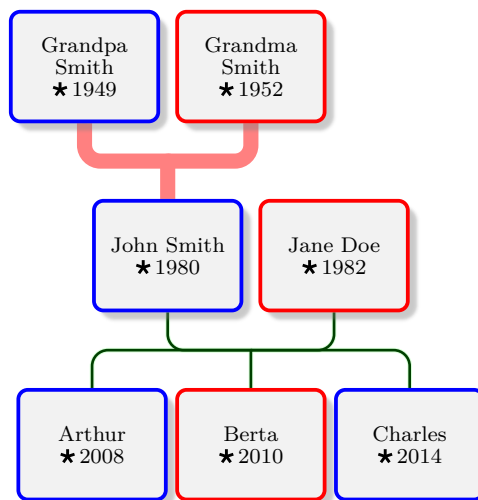 Grandpa
Smith
★1949
Grandma
Smith
★1952
John Smith
★1980
Jane Doe
★1982
Arthur
★2008
Berta
★2010
Charles
★2014